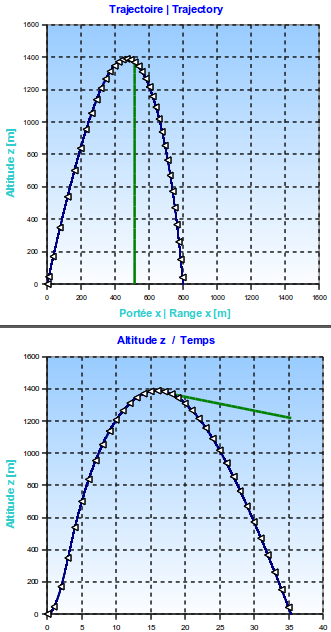 Trajectoire | Trajectory
1600
1400
1200
1000
800
600
400
200
0
Altitude z [m]
0 200 400 600 800 1000 1200 1400 1600
Portée x | Range x [m]
Altitude z / Temps
1600
1400
1200
1000
800
600
400
200
0
Altitude z [m]
0 5 10 15 20 25 30 35 40